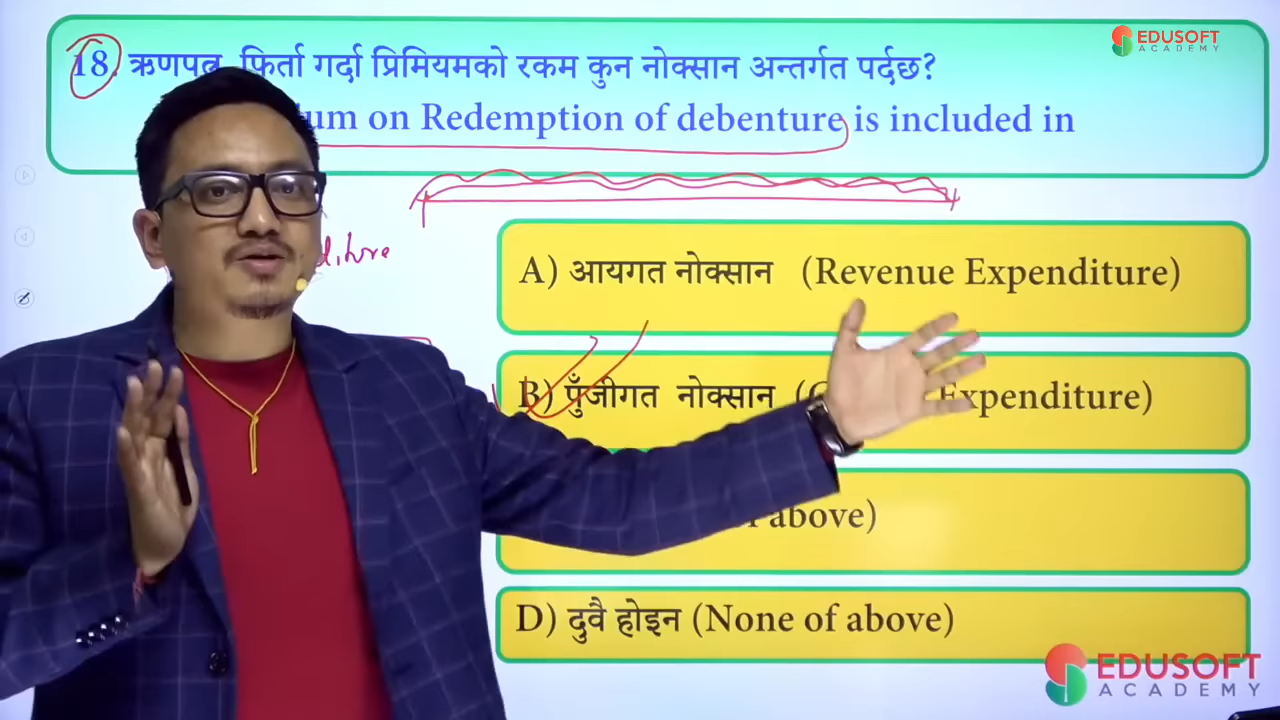 EDUSOFT
ACADEMY
18. ऋणपत्र फिर्ता गर्दा प्रिमियमको रकम कुन नोक्सान अन्तर्गत पर्दछ?
on Redemption of debenture is included in
A) आयगत नोक्सान (Revenue Expenditure)
B) पुँजीगत नोक्सान Expenditure)
above)
D) दुवै होइन (None of above)
EDUSOFT
ACADEMY